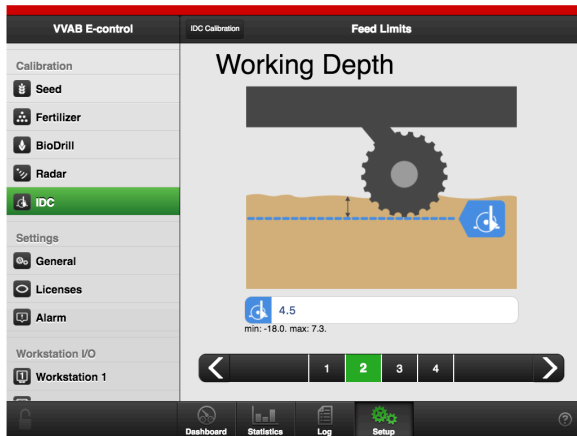 VVAB E-control
IDC Calibration
Feed Limits
Calibration
Seed
Fertilizer
BioDrill
Radar
IDC
Settings
General
Licenses
Alarm
Workstation I/O
Workstation 1
Working Depth
4.5
min: -18.0. max: 7.3.
1 2 3 4
Dashboard Statistics Log Setup
?